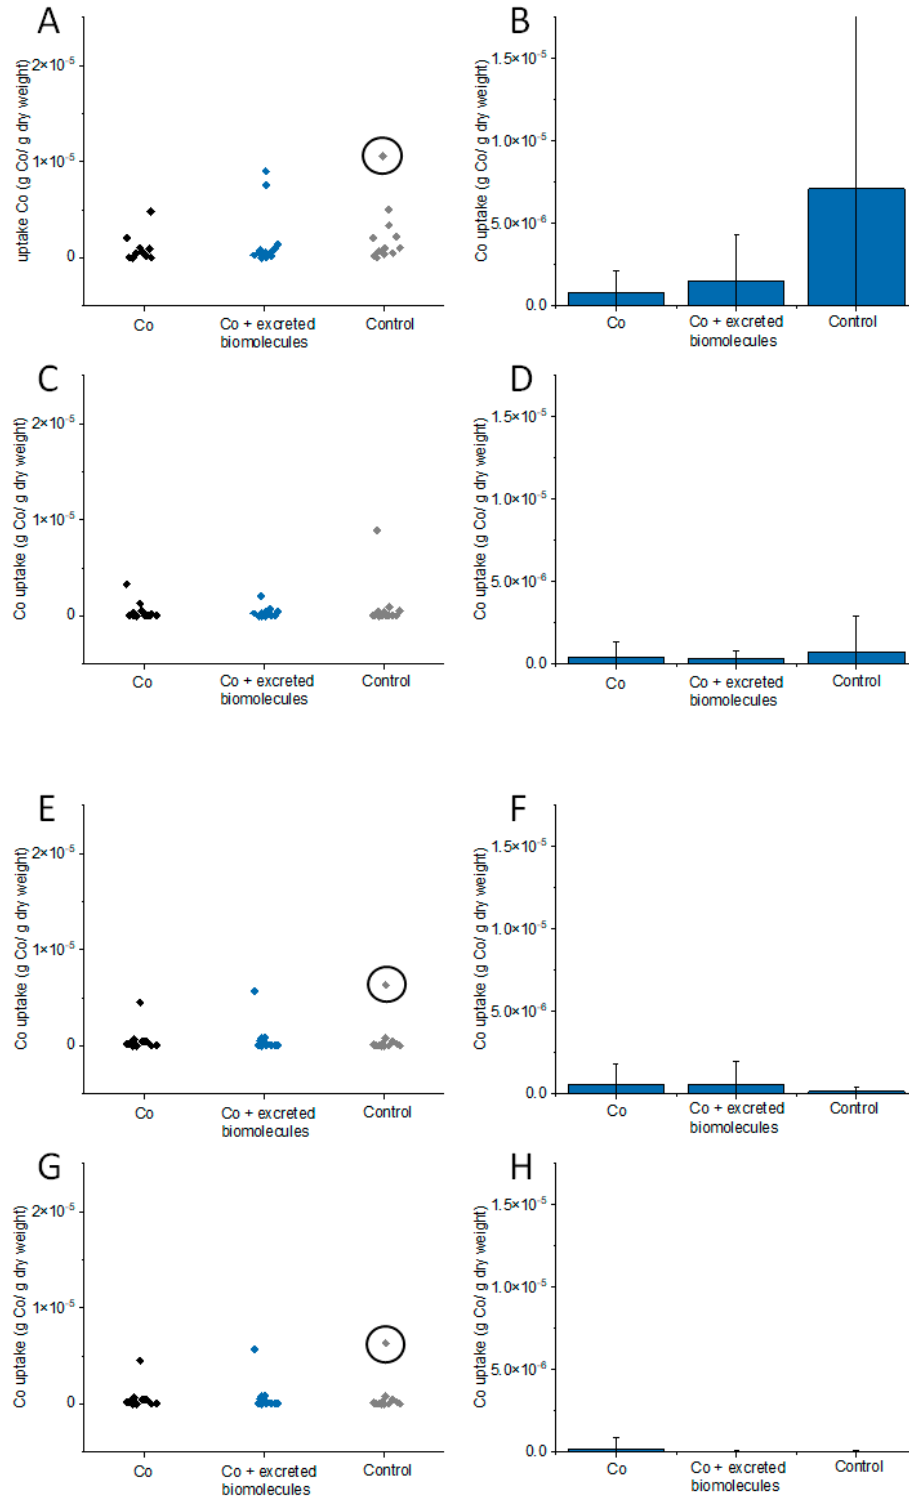 A
uptake Co (g Co/ g dry weight)
2×10⁻⁵
1×10⁻⁵
0
Co
Co + excreted
biomolecules
Control
B
Co uptake (g Co/ g dry weight)
1.5×10⁻⁵
1.0×10⁻⁵
5.0×10⁻⁶
0.0
Co
Co + excreted
biomolecules
Control
C
Co uptake (g Co/ g dry weight)
2×10⁻⁵
1×10⁻⁵
0
Co
Co + excreted
biomolecules
Control
D
Co uptake (g Co/ g dry weight)
1.5×10⁻⁵
1.0×10⁻⁵
5.0×10⁻⁶
0.0
Co
Co + excreted
biomolecules
Control
E
Co uptake (g Co/ g dry weight)
2×10⁻⁵
1×10⁻⁵
0
Co
Co + excreted
biomolecules
Control
F
Co uptake (g Co/ g dry weight)
1.5×10⁻⁵
1.0×10⁻⁵
5.0×10⁻⁶
0.0
Co
Co + excreted
biomolecules
Control
G
Co uptake (g Co/ g dry weight)
2×10⁻⁵
1×10⁻⁵
0
Co
Co + excreted
biomolecules
Control
H
Co uptake (g Co/ g dry weight)
1.5×10⁻⁵
1.0×10⁻⁵
5.0×10⁻⁶
0.0
Co
Co + excreted
biomolecules
Control